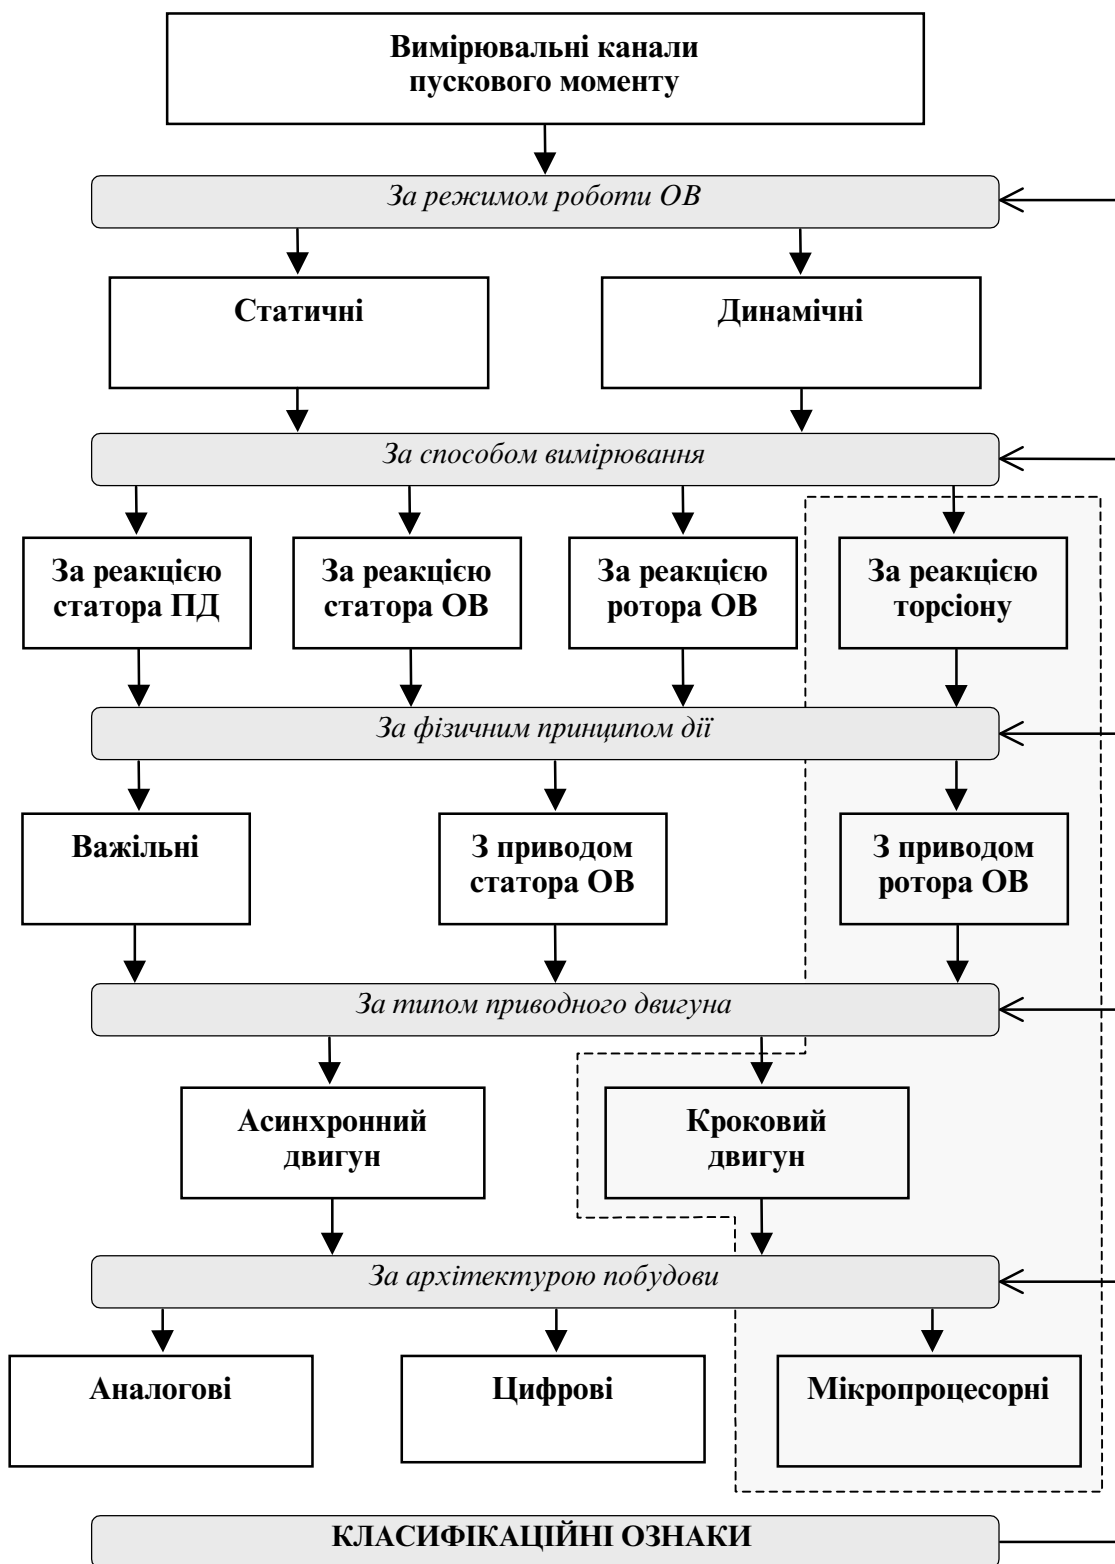 Вимірювальні канали
пускового моменту
За режимом роботи ОВ
Статичні
Динамічні
За способом вимірювання
За реакцією
статора ПД
За реакцією
статора ОВ
За реакцією
ротора ОВ
За реакцією
торсіону
За фізичним принципом дії
Важільні
З приводом
статора ОВ
З приводом
ротора ОВ
За типом приводного двигуна
Асинхронний
двигун
Кроковий
двигун
За архітектурою побудови
Аналогові
Цифрові
Мікропроцесорні
КЛАСИФІКАЦІЙНІ ОЗНАКИ